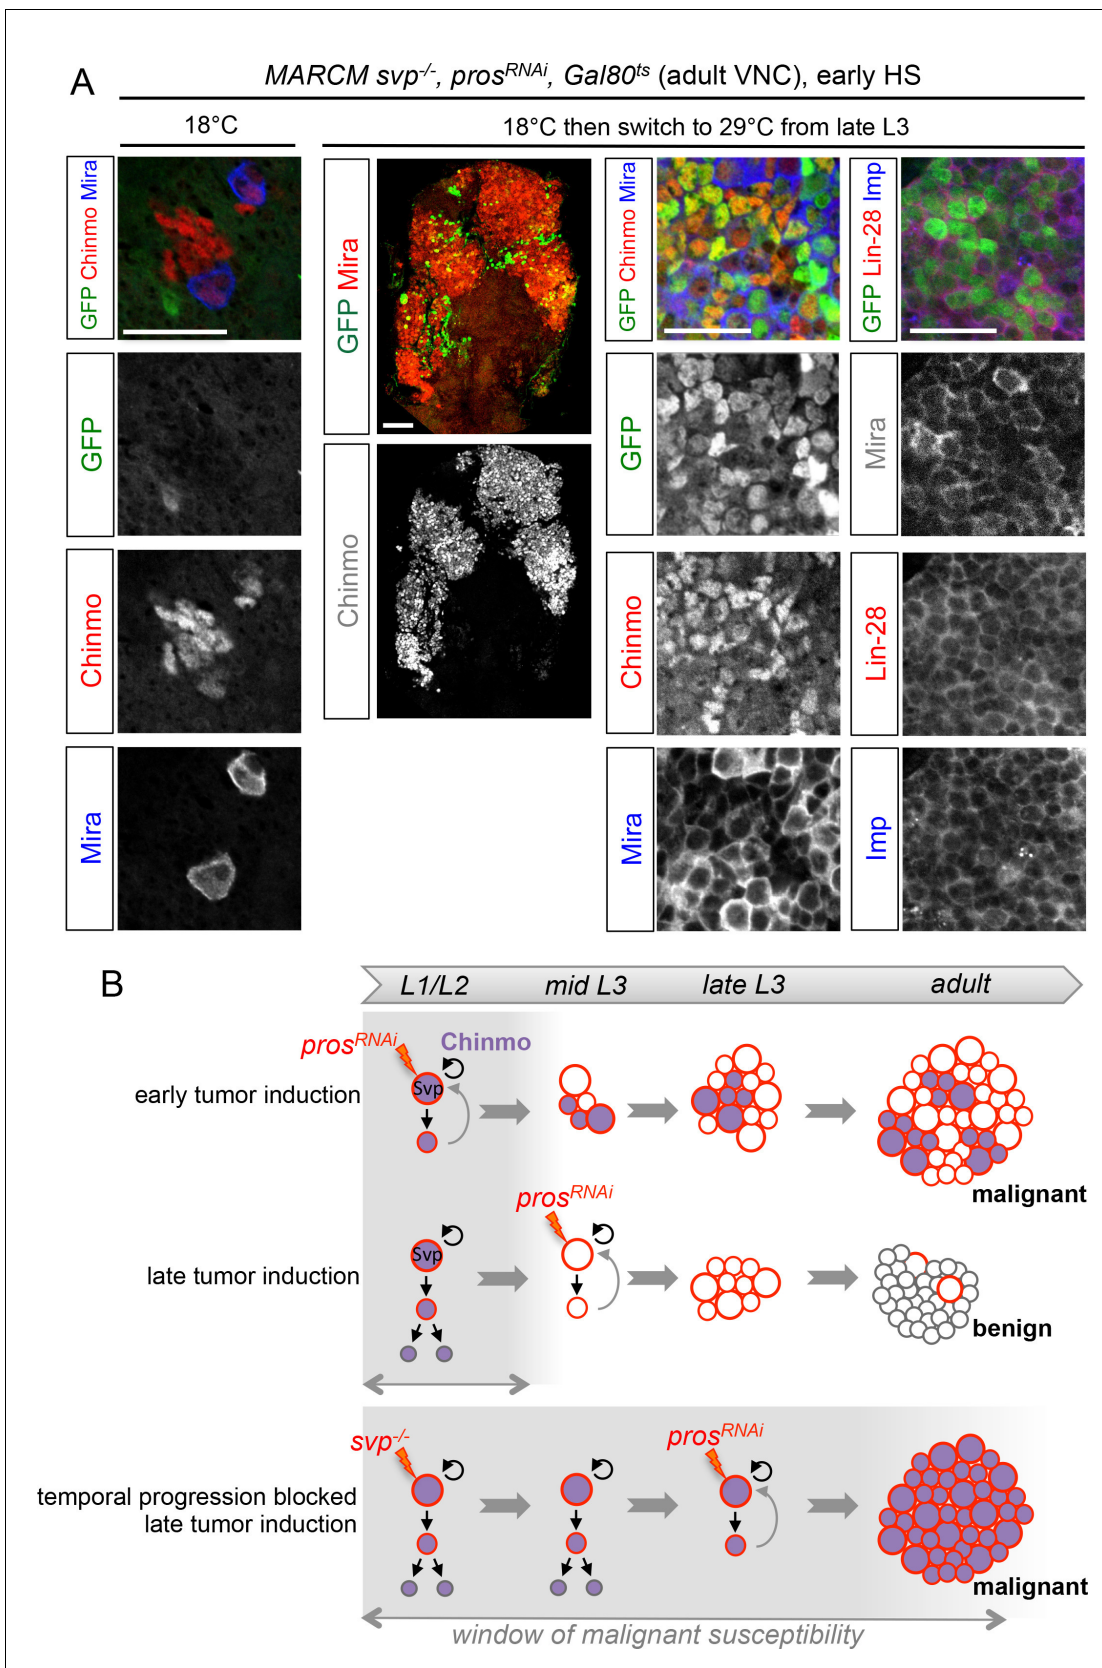 A
MARCM svp-/-, prosRNAi, Gal80ts (adult VNC), early HS
18°C
18°C then switch to 29°C from late L3
GFP Chinmo Mira
GFP
Chinmo
Mira
GFP Mira
Chinmo
GFP Chinmo Mira
GFP
Chinmo
Mira
GFP Lin-28 Imp
Mira
Lin-28
Imp
B
L1/L2 mid L3 late L3 adult
prosRNAi Chinmo
Svp
early tumor induction
malignant
prosRNAi
Svp
late tumor induction
benign
svp-/- prosRNAi
temporal progression blocked
late tumor induction
malignant
window of malignant susceptibility